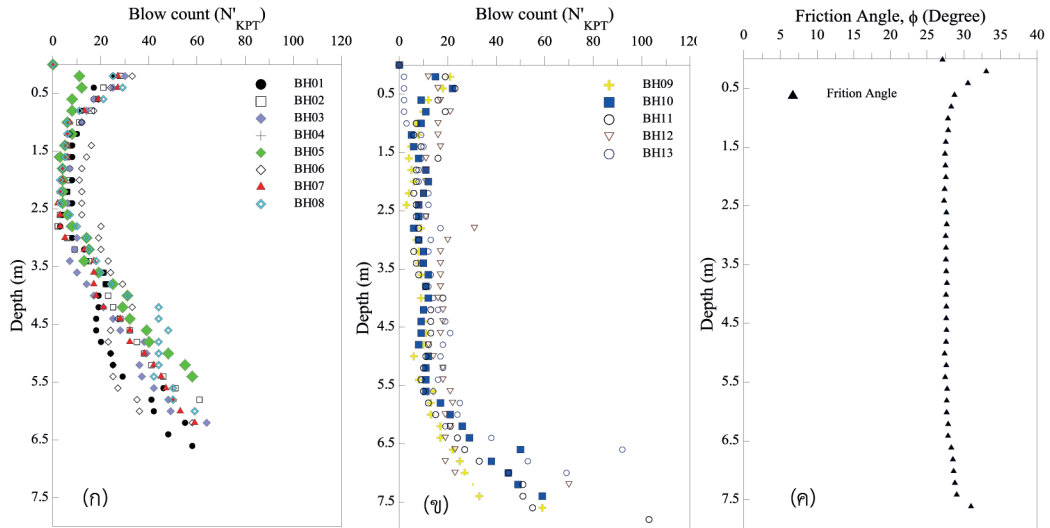 Blow count (N'KPT)
0 20 40 60 80 100 120
Depth (m)
0.5
1.5
2.5
3.5
4.5
5.5
6.5
7.5
BH01
BH02
BH03
BH04
BH05
BH06
BH07
BH08
(ก)
Blow count (N'KPT)
0 20 40 60 80 100 120
Depth (m)
0.5
1.5
2.5
3.5
4.5
5.5
6.5
7.5
BH09
BH10
BH11
BH12
BH13
(ข)
Friction Angle, ϕ (Degree)
0 5 10 15 20 25 30 35 40
Depth (m)
0.5
1.5
2.5
3.5
4.5
5.5
6.5
7.5
Frition Angle
(ค)